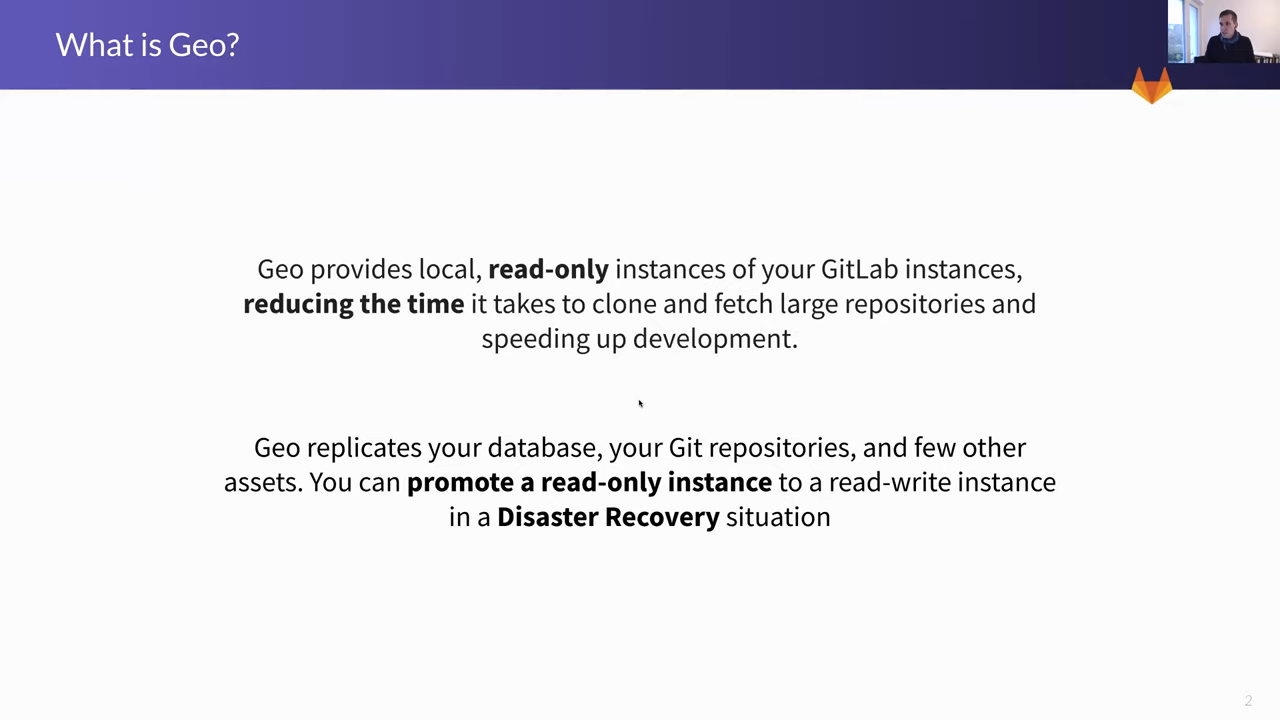 What is Geo?
Geo provides local, read-only instances of your GitLab instances,
reducing the time it takes to clone and fetch large repositories and
speeding up development.
Geo replicates your database, your Git repositories, and few other
assets. You can promote a read-only instance to a read-write instance
in a Disaster Recovery situation
2